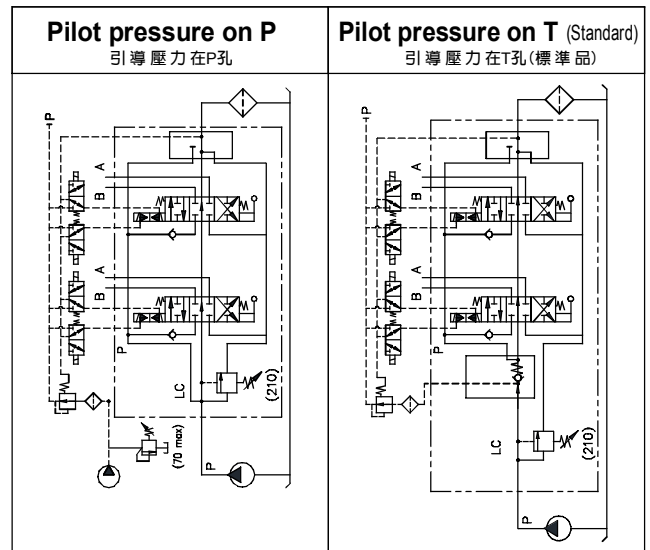 Pilot pressure on P
引導壓力在P孔
Pilot pressure on T (Standard)
引導壓力在T孔(標準品)
P
A
B
A
B
P
LC
(210)
(70 max)
P
P
A
B
A
B
P
LC
(210)
P